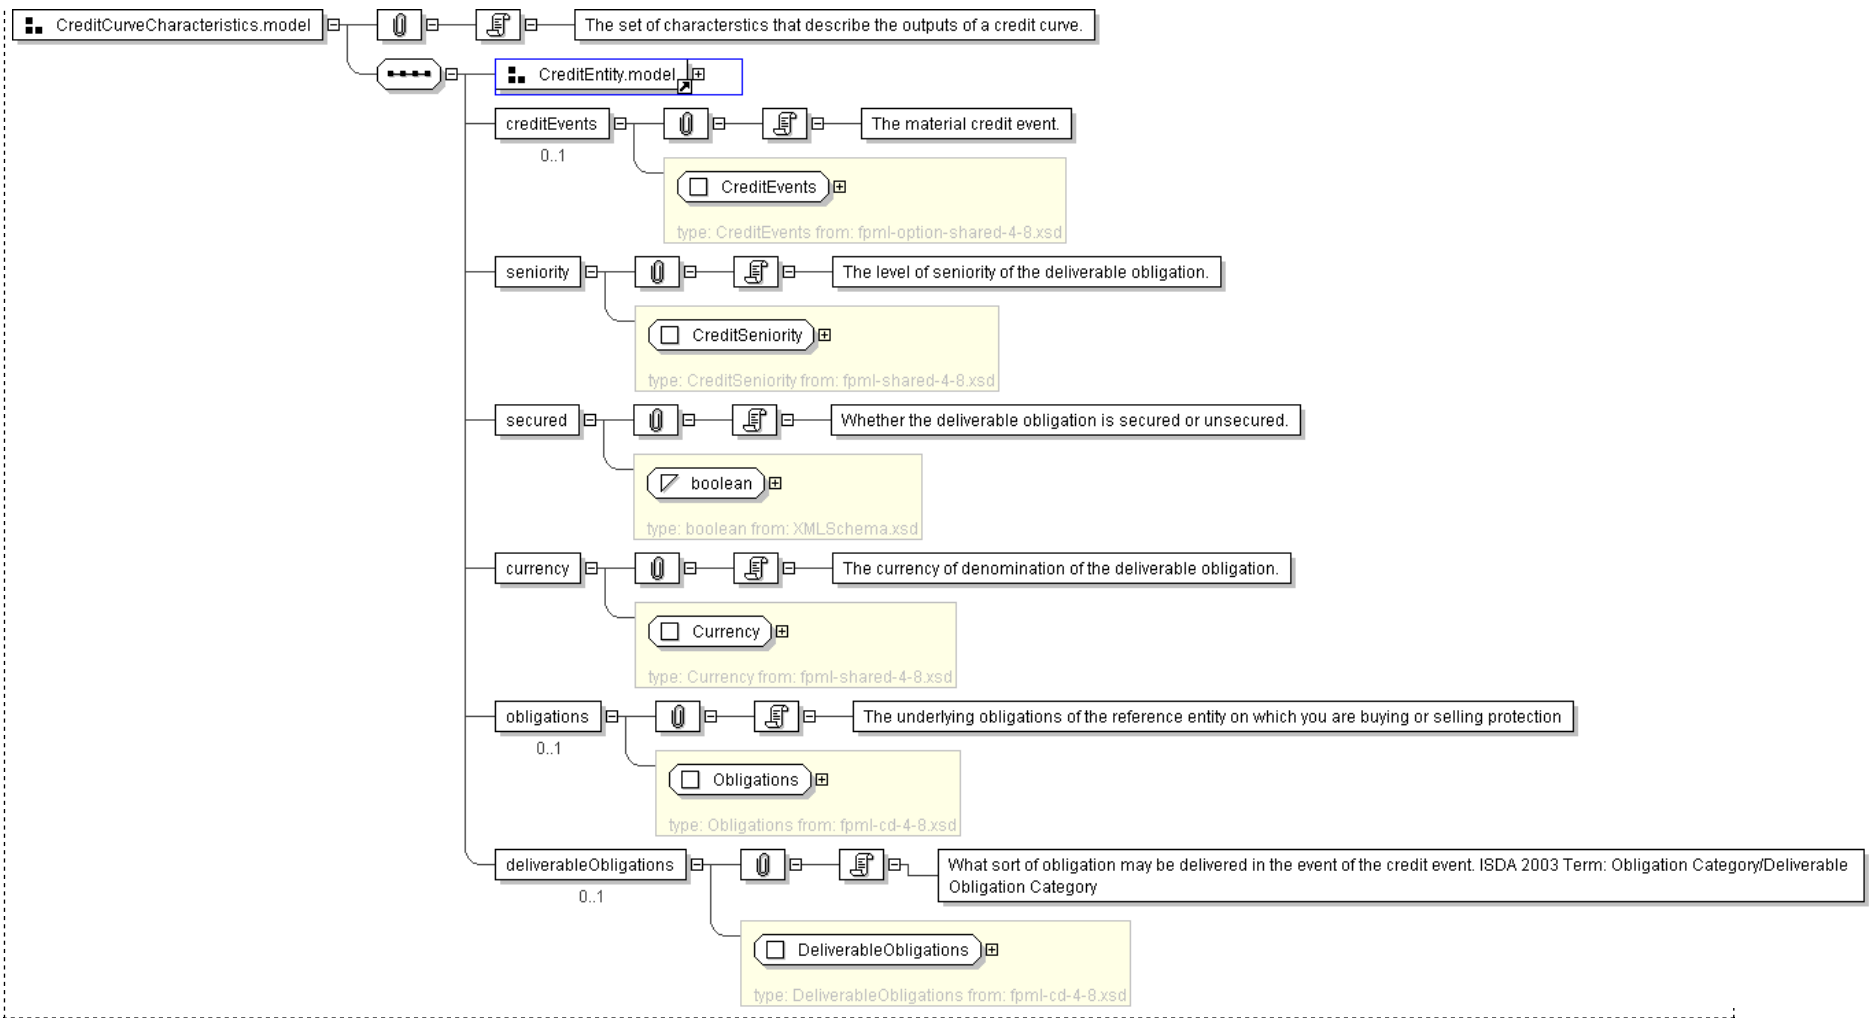 CreditCurveCharacteristics.model
The set of characterstics that describe the outputs of a credit curve.
CreditEntity.model
creditEvents
The material credit event.
0..1
CreditEvents
type: CreditEvents from: fpml-option-shared-4-8.xsd
seniority
The level of seniority of the deliverable obligation.
CreditSeniority
type: CreditSeniority from: fpml-shared-4-8.xsd
secured
Whether the deliverable obligation is secured or unsecured.
boolean
type: boolean from: XMLSchema.xsd
currency
The currency of denomination of the deliverable obligation.
Currency
type: Currency from: fpml-shared-4-8.xsd
obligations
The underlying obligations of the reference entity on which you are buying or selling protection
0..1
Obligations
type: Obligations from: fpml-cd-4-8.xsd
deliverableObligations
What sort of obligation may be delivered in the event of the credit event. ISDA 2003 Term: Obligation Category/Deliverable
Obligation Category
0..1
DeliverableObligations
type: DeliverableObligations from: fpml-cd-4-8.xsd